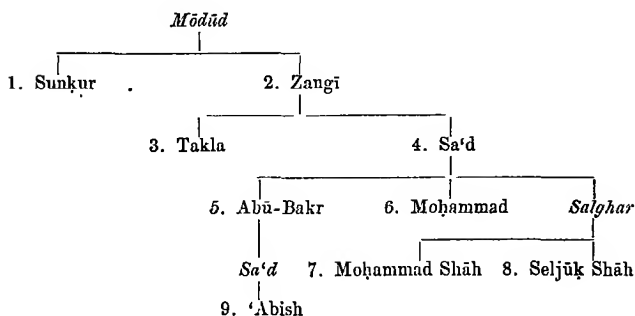 Mōdūd
1. Sunḳur . 2. Zangī
3. Takla 4. Sa‘d
5. Abū-Bakr 6. Moḥammad Salghar
Sa‘d 7. Moḥammad Shāh 8. Seljūḳ Shāh
9. ‘Abish